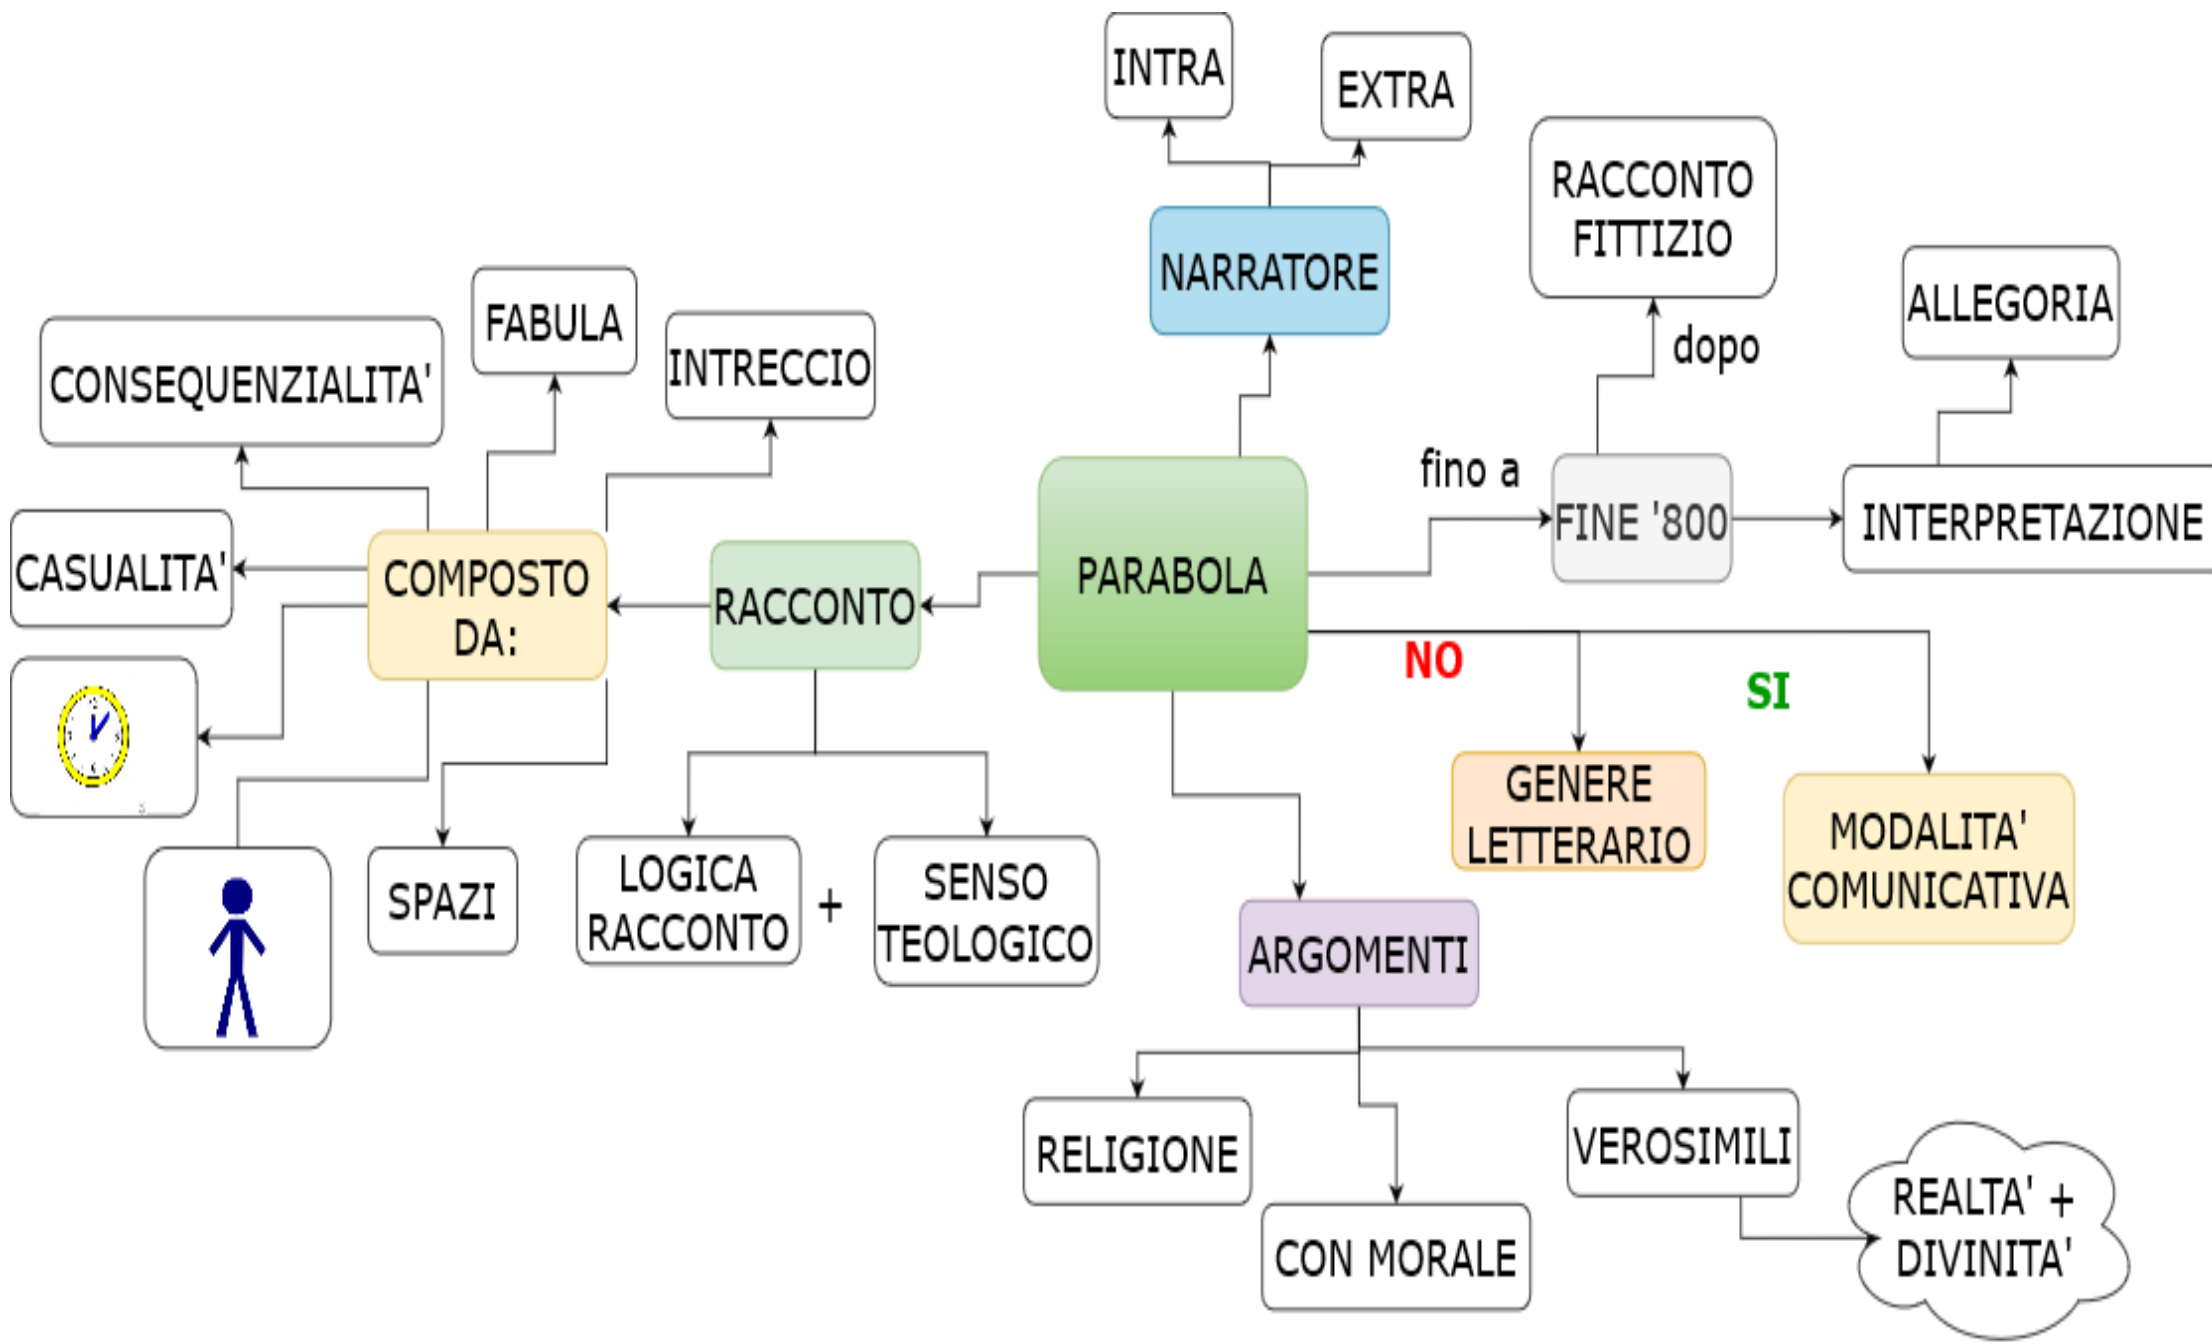 INTRA
EXTRA
RACCONTO
FITTIZIO
NARRATORE
ALLEGORIA
FABULA
INTRECCIO
CONSEQUENZIALITA'
dopo
fino a
FINE '800
INTERPRETAZIONE
CASUALITA'
COMPOSTO
DA:
RACCONTO
PARABOLA
NO
SI
GENERE
LETTERARIO
MODALITA'
COMUNICATIVA
SPAZI
LOGICA
RACCONTO
+
SENSO
TEOLOGICO
ARGOMENTI
RELIGIONE
CON MORALE
VEROSIMILI
REALTA' +
DIVINITA'